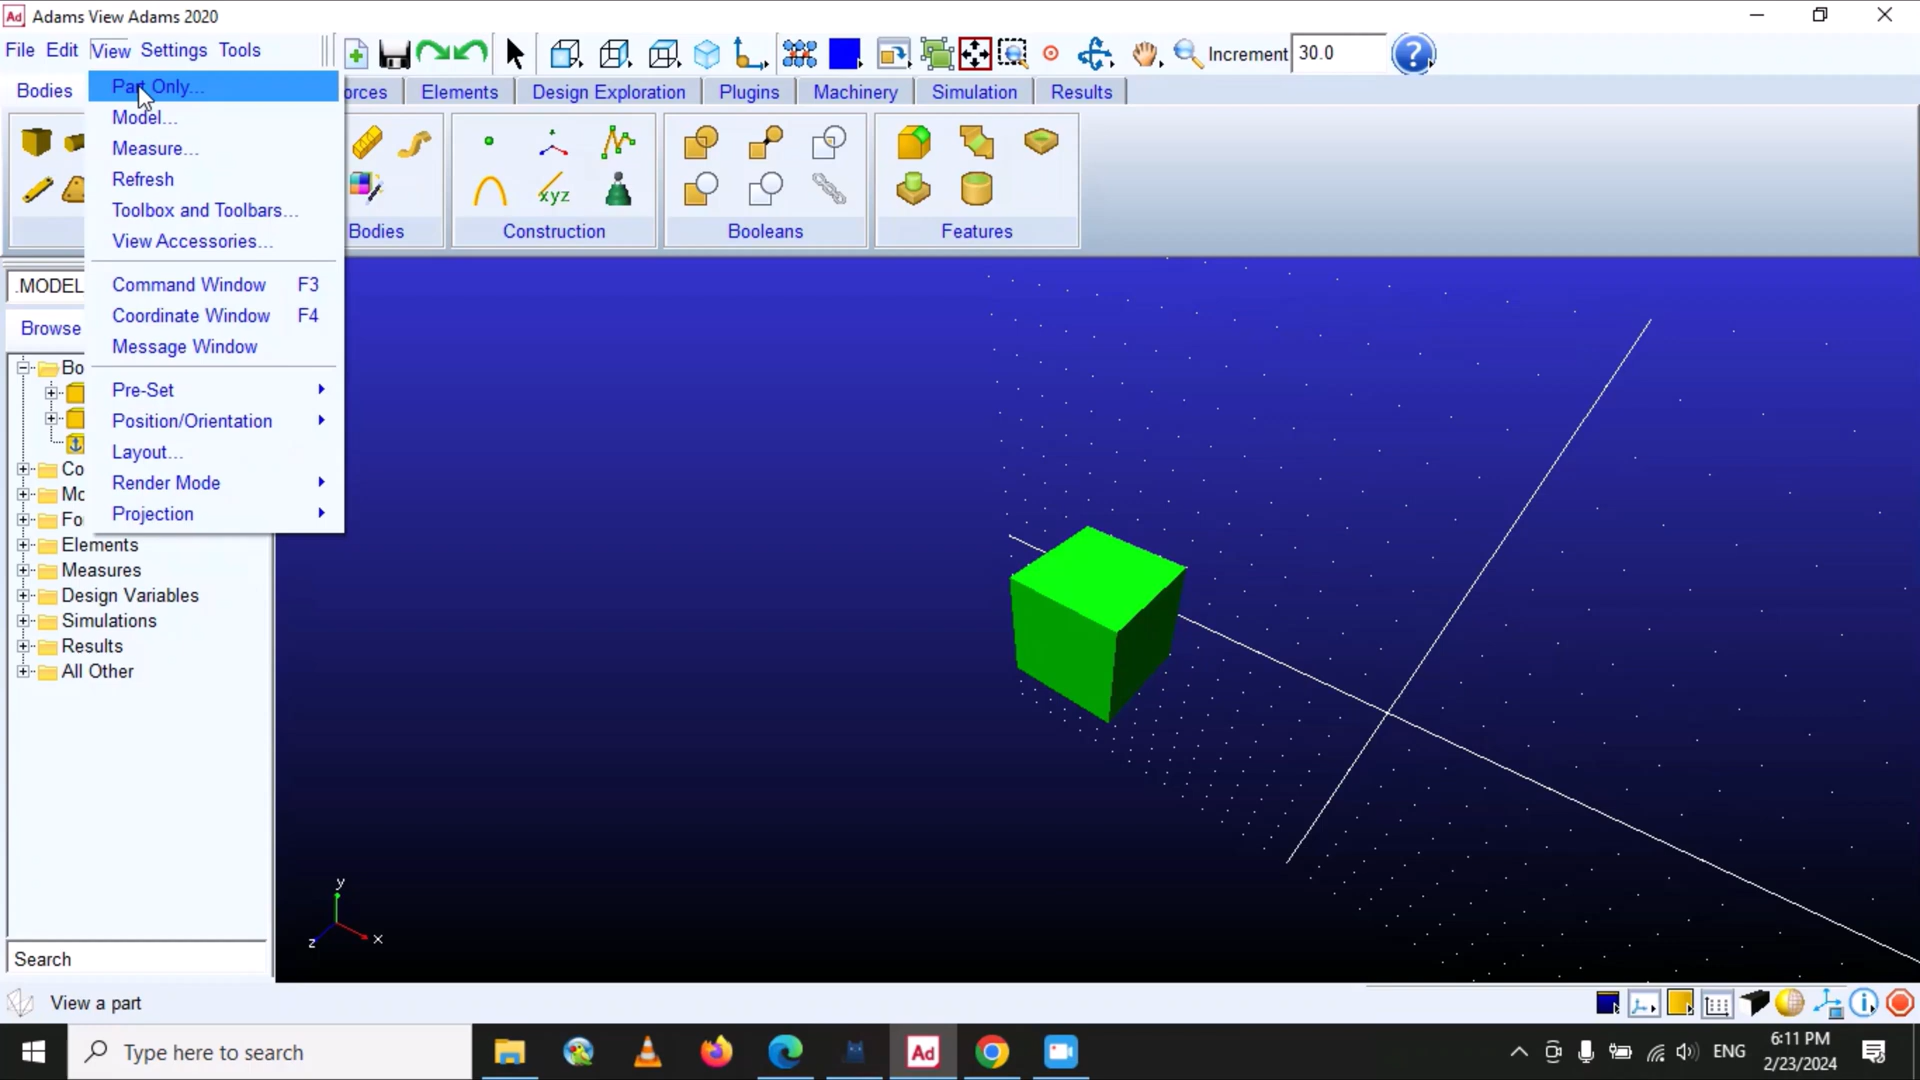 Adams View Adams 2020
File Edit View Settings Tools
Increment 30.0
Bodies
orces Elements Design Exploration Plugins Machinery Simulation Results
Part Only...
Model...
Measure...
Refresh
Toolbox and Toolbars...
View Accessories...
Command Window F3
Coordinate Window F4
Message Window
Pre-Set
Position/Orientation
Layout...
Render Mode
Projection
xyz
Bodies Construction Booleans Features
.MODEL
Browse
Bo
Co
Mo
Fo
Elements
Measures
Design Variables
Simulations
Results
All Other
y
x
z
Search
View a part
Type here to search
Ad
ENG
6:11 PM
2/23/2024